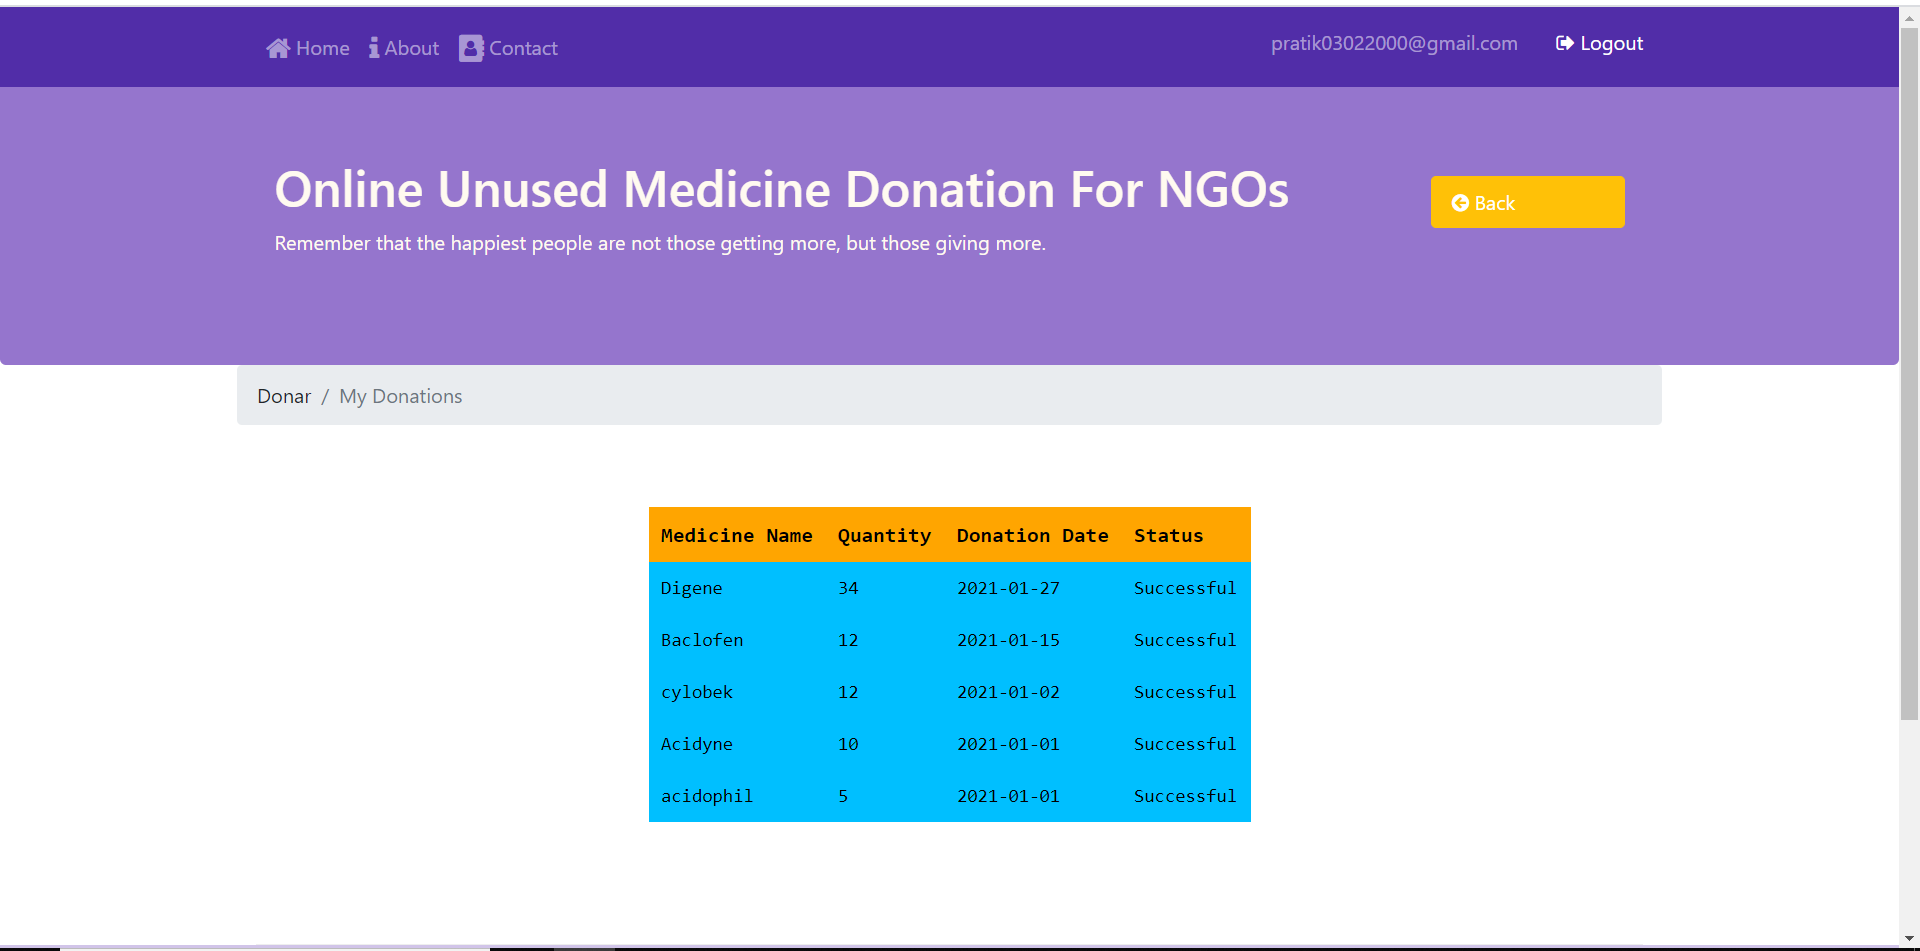 Home About Contact pratik03022000@gmail.com Logout
Online Unused Medicine Donation For NGOs
Back
Remember that the happiest people are not those getting more, but those giving more.
Donar / My Donations
Medicine Name Quantity Donation Date Status
Digene 34 2021-01-27 Successful
Baclofen 12 2021-01-15 Successful
cylobek 12 2021-01-02 Successful
Acidyne 10 2021-01-01 Successful
acidophil 5 2021-01-01 Successful